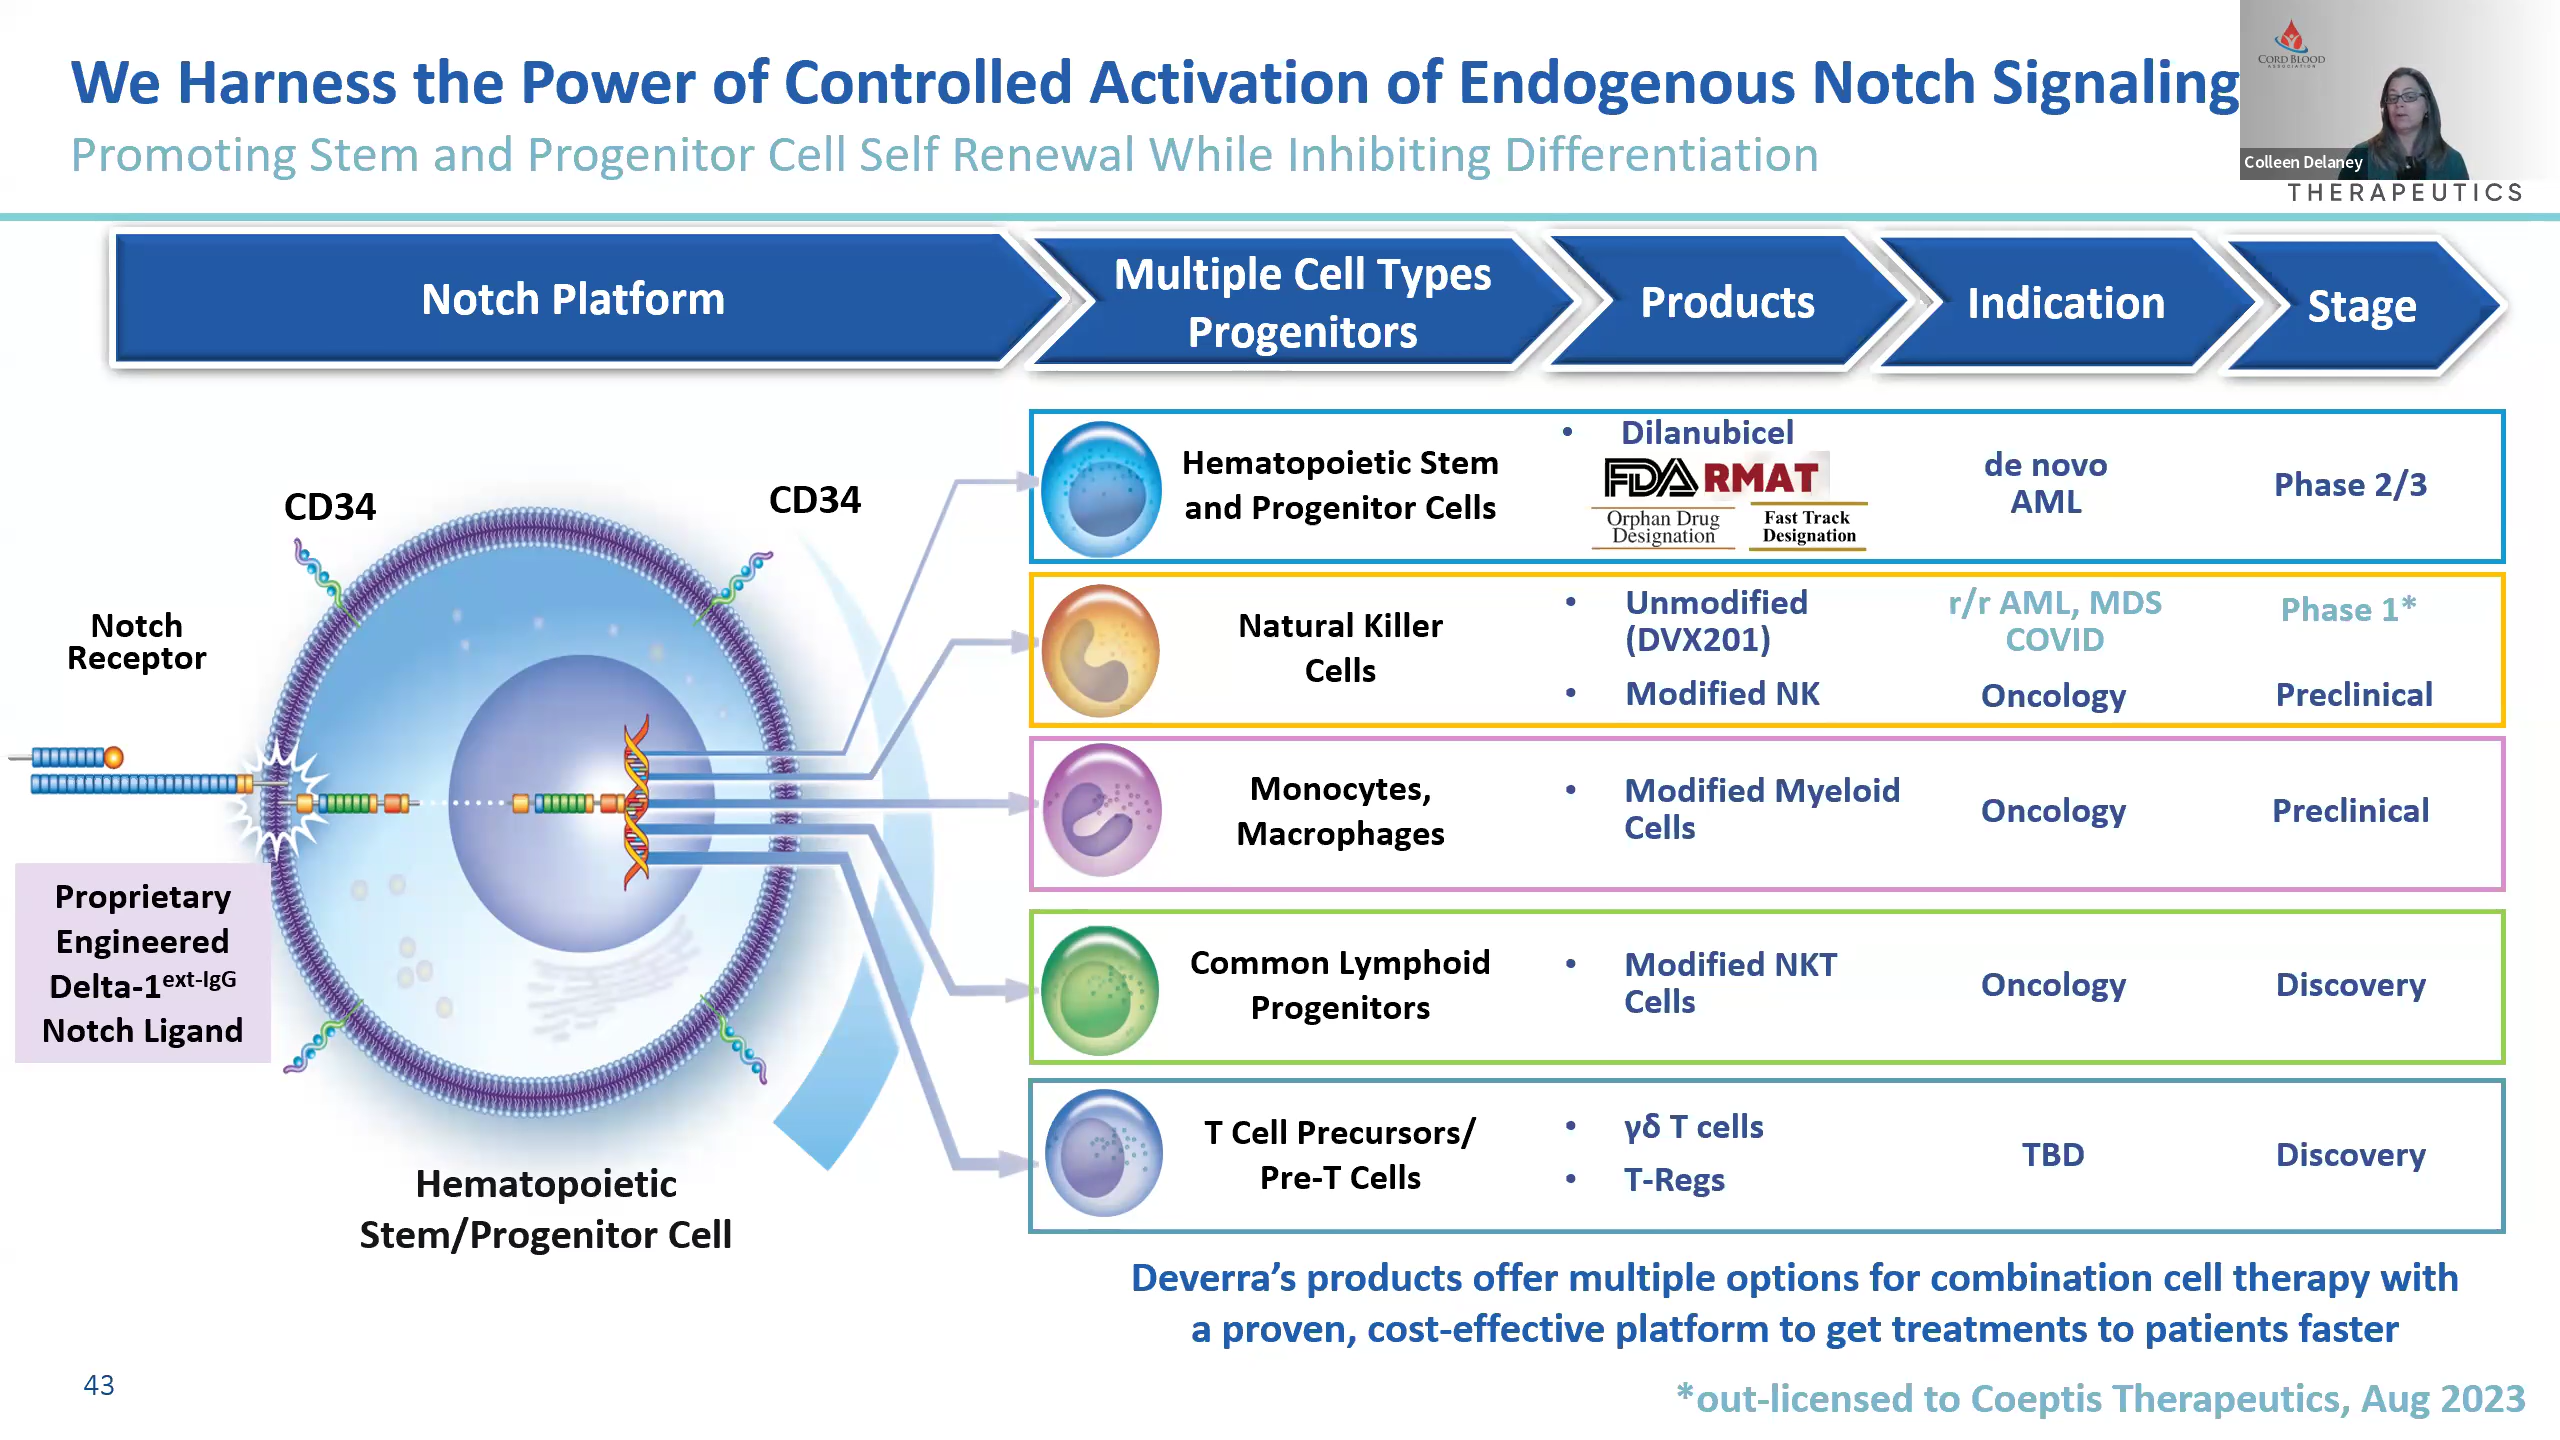 We Harness the Power of Controlled Activation of Endogenous Notch Signaling
Promoting Stem and Progenitor Cell Self Renewal While Inhibiting Differentiation
CORD BLOOD
ASSOCIATION
Colleen Delaney
THERAPEUTICS
Notch Platform
Multiple Cell Types
Progenitors
Products
Indication
Stage
CD34
CD34
Notch
Receptor
Proprietary
Engineered
Delta-1ext-IgG
Notch Ligand
Hematopoietic
Stem/Progenitor Cell
Hematopoietic Stem
and Progenitor Cells
• Dilanubicel
FDA RMAT
Orphan Drug
Designation
Fast Track
Designation
de novo
AML
Phase 2/3
Natural Killer
Cells
• Unmodified
(DVX201)
r/r AML, MDS
COVID
Phase 1*
• Modified NK
Oncology
Preclinical
Monocytes,
Macrophages
• Modified Myeloid
Cells
Oncology
Preclinical
Common Lymphoid
Progenitors
• Modified NKT
Cells
Oncology
Discovery
T Cell Precursors/
Pre-T Cells
• γδ T cells
• T-Regs
TBD
Discovery
Deverra's products offer multiple options for combination cell therapy with
a proven, cost-effective platform to get treatments to patients faster
43
*out-licensed to Coeptis Therapeutics, Aug 2023